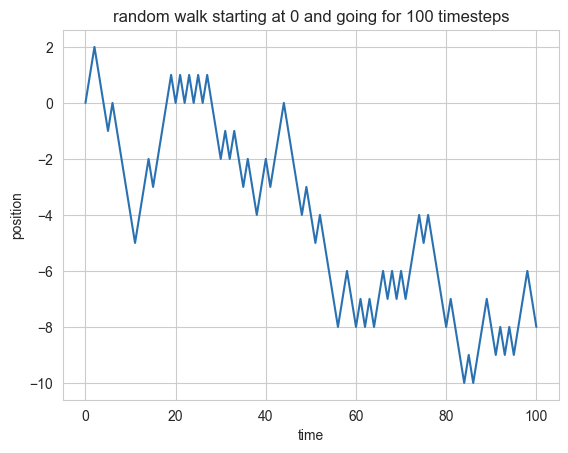 random walk starting at 0 and going for 100 timesteps
2
0
−2
−4
−6
−8
−10
position
0 20 40 60 80 100
time